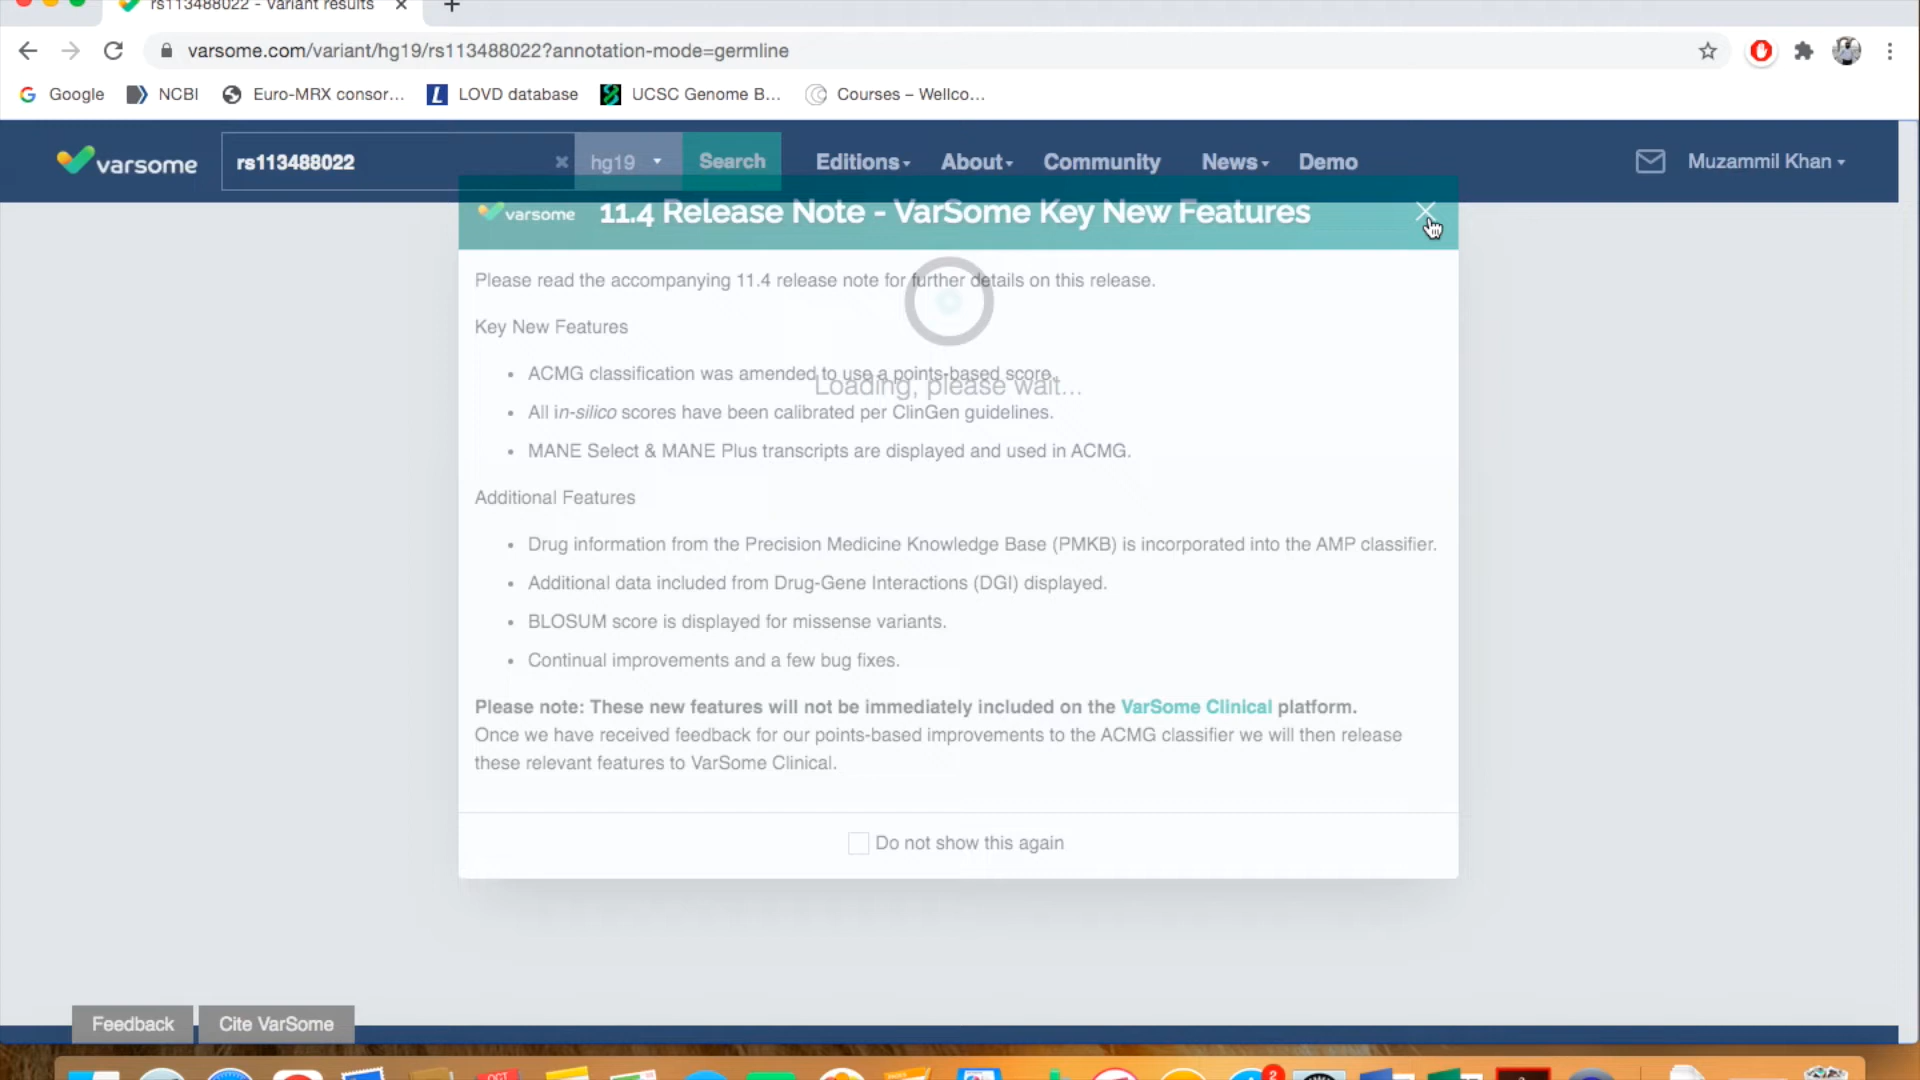 rs113488022 - Variant results
varsome.com/variant/hg19/rs113488022?annotation-mode=germline
Google NCBI Euro-MRX consor... LOVD database UCSC Genome B... Courses – Wellco...
varsome rs113488022 hg19 Search Editions About Community News Demo Muzammil Khan
varsome 11.4 Release Note - VarSome Key New Features
Please read the accompanying 11.4 release note for further details on this release.
Key New Features
• ACMG classification was amended to use a points-based score.
Loading, please wait...
• All in-silico scores have been calibrated per ClinGen guidelines.
• MANE Select & MANE Plus transcripts are displayed and used in ACMG.
Additional Features
• Drug information from the Precision Medicine Knowledge Base (PMKB) is incorporated into the AMP classifier.
• Additional data included from Drug-Gene Interactions (DGI) displayed.
• BLOSUM score is displayed for missense variants.
• Continual improvements and a few bug fixes.
Please note: These new features will not be immediately included on the VarSome Clinical platform.
Once we have received feedback for our points-based improvements to the ACMG classifier we will then release
these relevant features to VarSome Clinical.
Do not show this again
Feedback Cite VarSome
OCT 2